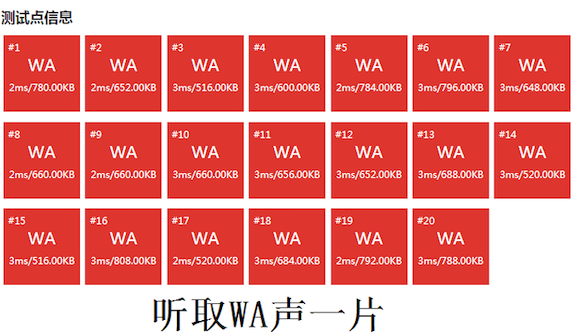 测试点信息
#1 #2 #3 #4 #5 #6 #7
WA WA WA WA WA WA WA
2ms/780.00KB 2ms/652.00KB 3ms/516.00KB 3ms/600.00KB 2ms/784.00KB 3ms/796.00KB 3ms/648.00KB
#8 #9 #10 #11 #12 #13 #14
WA WA WA WA WA WA WA
2ms/660.00KB 2ms/660.00KB 3ms/660.00KB 3ms/656.00KB 3ms/652.00KB 3ms/688.00KB 3ms/520.00KB
#15 #16 #17 #18 #19 #20
WA WA WA WA WA WA
3ms/516.00KB 3ms/808.00KB 2ms/520.00KB 3ms/684.00KB 2ms/792.00KB 3ms/788.00KB
听取WA声一片